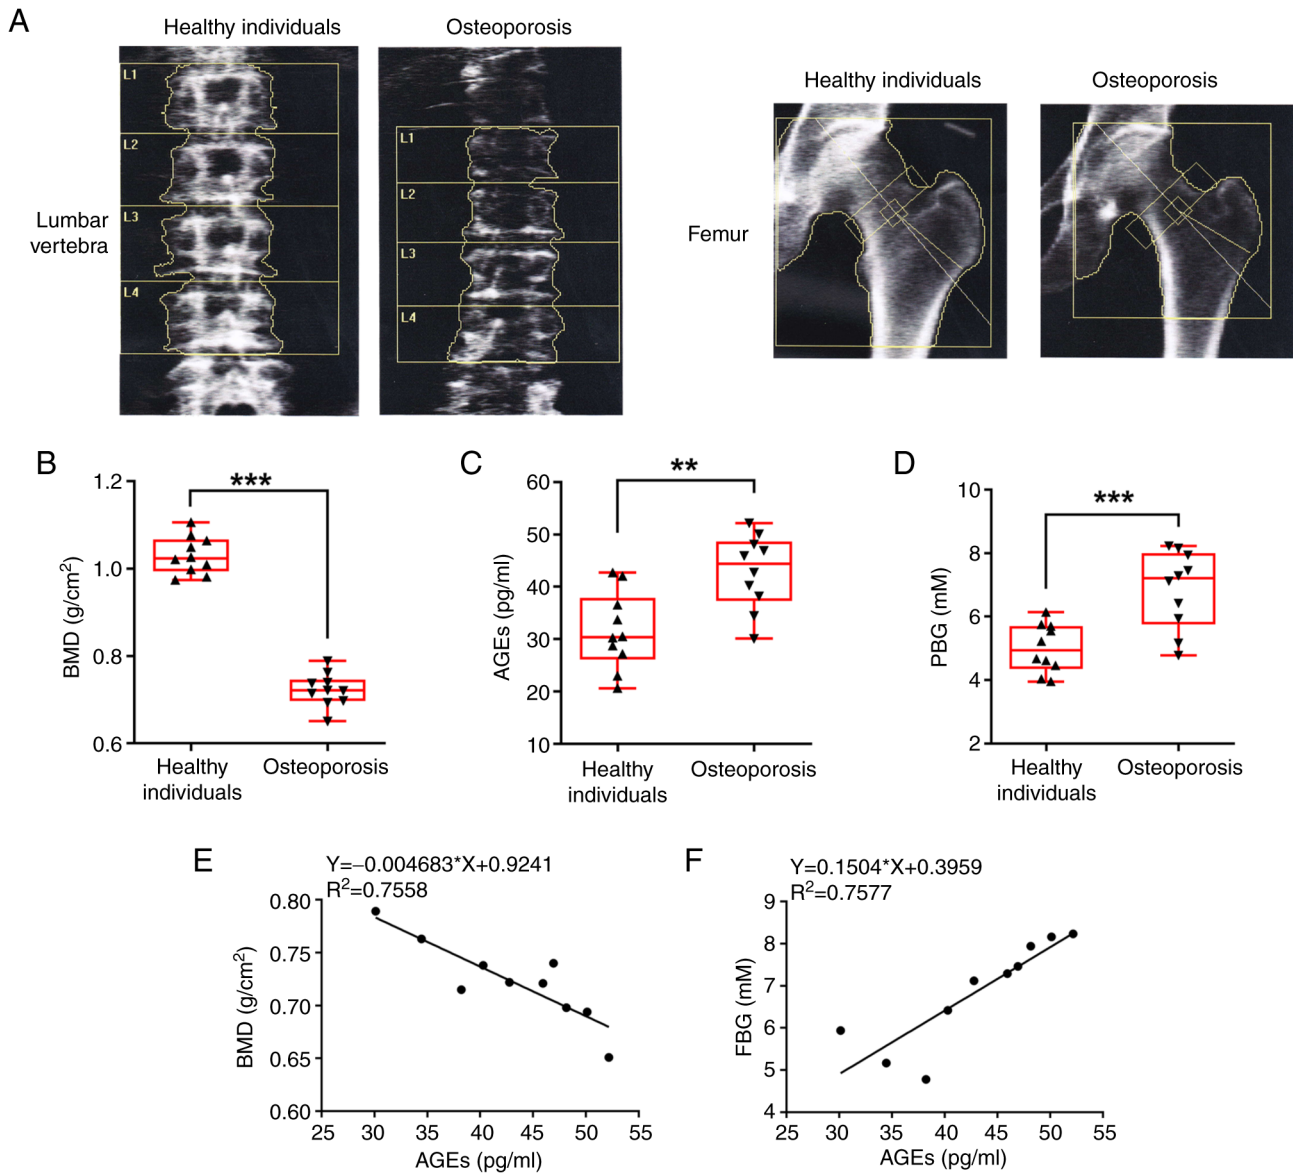 A
Healthy individuals
Osteoporosis
Healthy individuals
Osteoporosis
Lumbar
vertebra
L1
L2
L3
L4
L1
L2
L3
L4
Femur
B
BMD (g/cm²)
1.2
1.0
0.8
0.6
***
Healthy
individuals
Osteoporosis
C
AGEs (pg/ml)
60
50
40
30
20
10
**
Healthy
individuals
Osteoporosis
D
PBG (mM)
10
8
6
4
2
***
Healthy
individuals
Osteoporosis
E
Y=−0.004683*X+0.9241
R²=0.7558
BMD (g/cm²)
0.80
0.75
0.70
0.65
0.60
25 30 35 40 45 50 55
AGEs (pg/ml)
F
Y=0.1504*X+0.3959
R²=0.7577
FBG (mM)
9
8
7
6
5
4
25 30 35 40 45 50 55
AGEs (pg/ml)